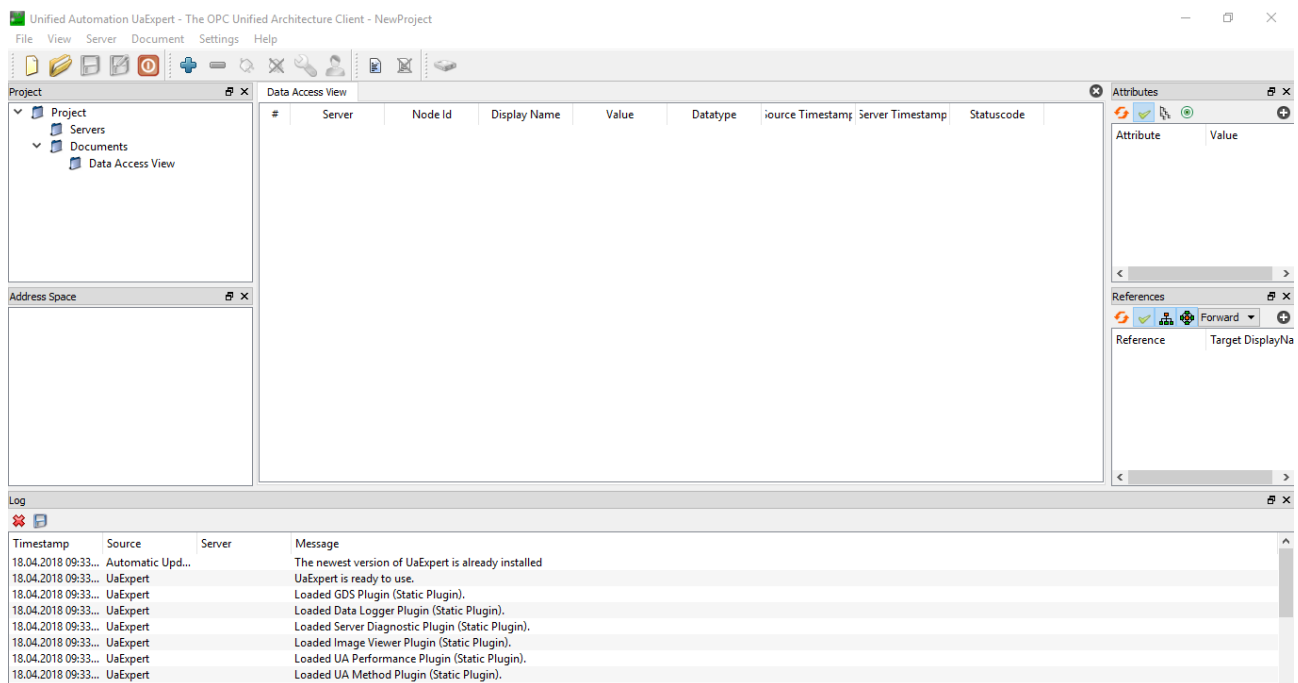 Unified Automation UaExpert - The OPC Unified Architecture Client - NewProject
File View Server Document Settings Help
Project
Project
Servers
Documents
Data Access View
Address Space
Data Access View
# Server Node Id Display Name Value Datatype Source Timestamp Server Timestamp Statuscode
Attributes
Attribute Value
References
Forward
Reference Target DisplayNa
Log
Timestamp Source Server Message
18.04.2018 09:33... Automatic Upd... The newest version of UaExpert is already installed
18.04.2018 09:33... UaExpert UaExpert is ready to use.
18.04.2018 09:33... UaExpert Loaded GDS Plugin (Static Plugin).
18.04.2018 09:33... UaExpert Loaded Data Logger Plugin (Static Plugin).
18.04.2018 09:33... UaExpert Loaded Server Diagnostic Plugin (Static Plugin).
18.04.2018 09:33... UaExpert Loaded Image Viewer Plugin (Static Plugin).
18.04.2018 09:33... UaExpert Loaded UA Performance Plugin (Static Plugin).
18.04.2018 09:33... UaExpert Loaded UA Method Plugin (Static Plugin).